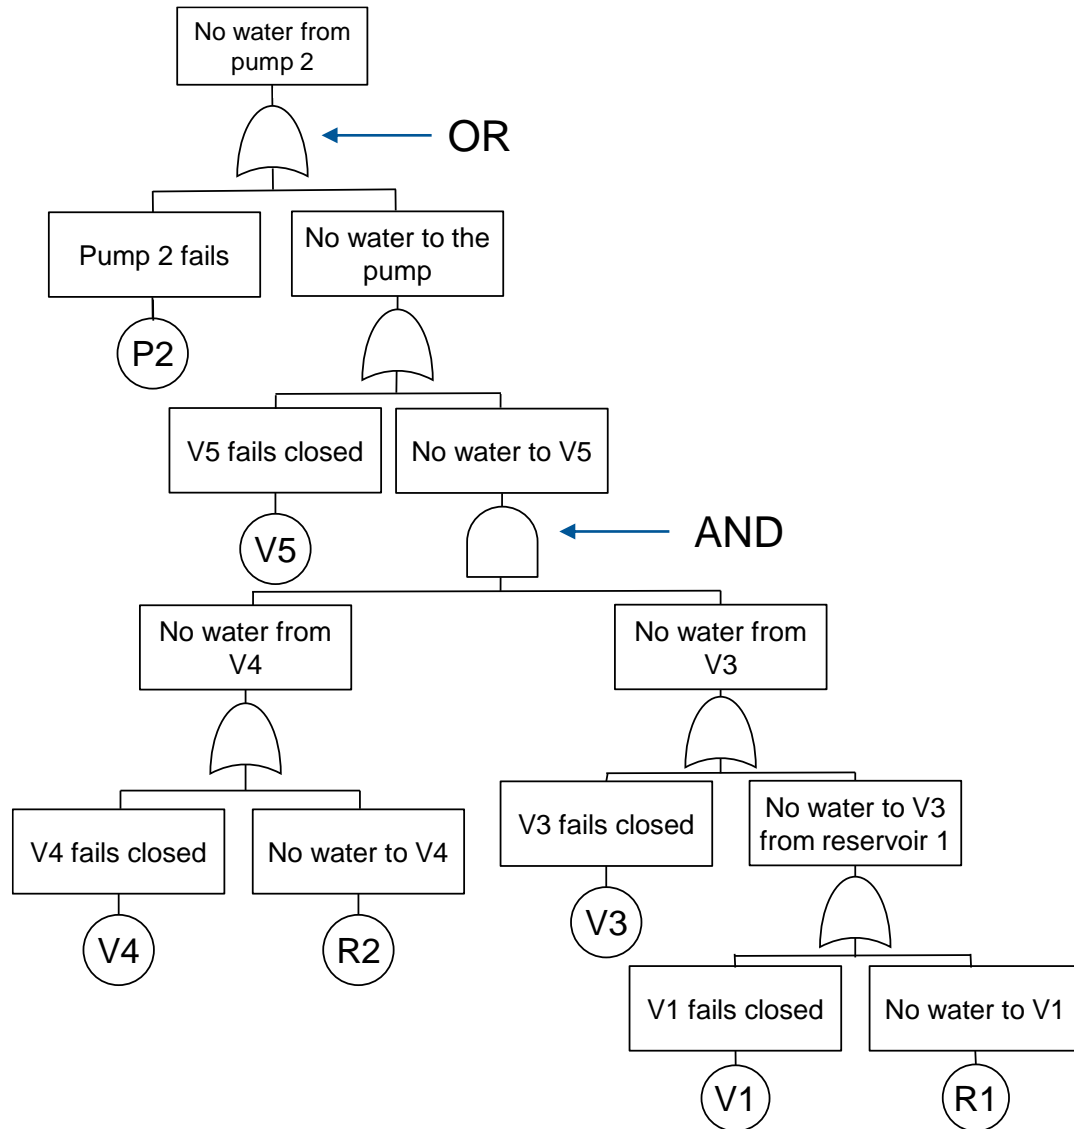 No water from
pump 2
OR
Pump 2 fails
No water to the
pump
P2
V5 fails closed
No water to V5
V5
AND
No water from
V4
No water from
V3
V4 fails closed
No water to V4
V3 fails closed
No water to V3
from reservoir 1
V4
R2
V3
V1 fails closed
No water to V1
V1
R1